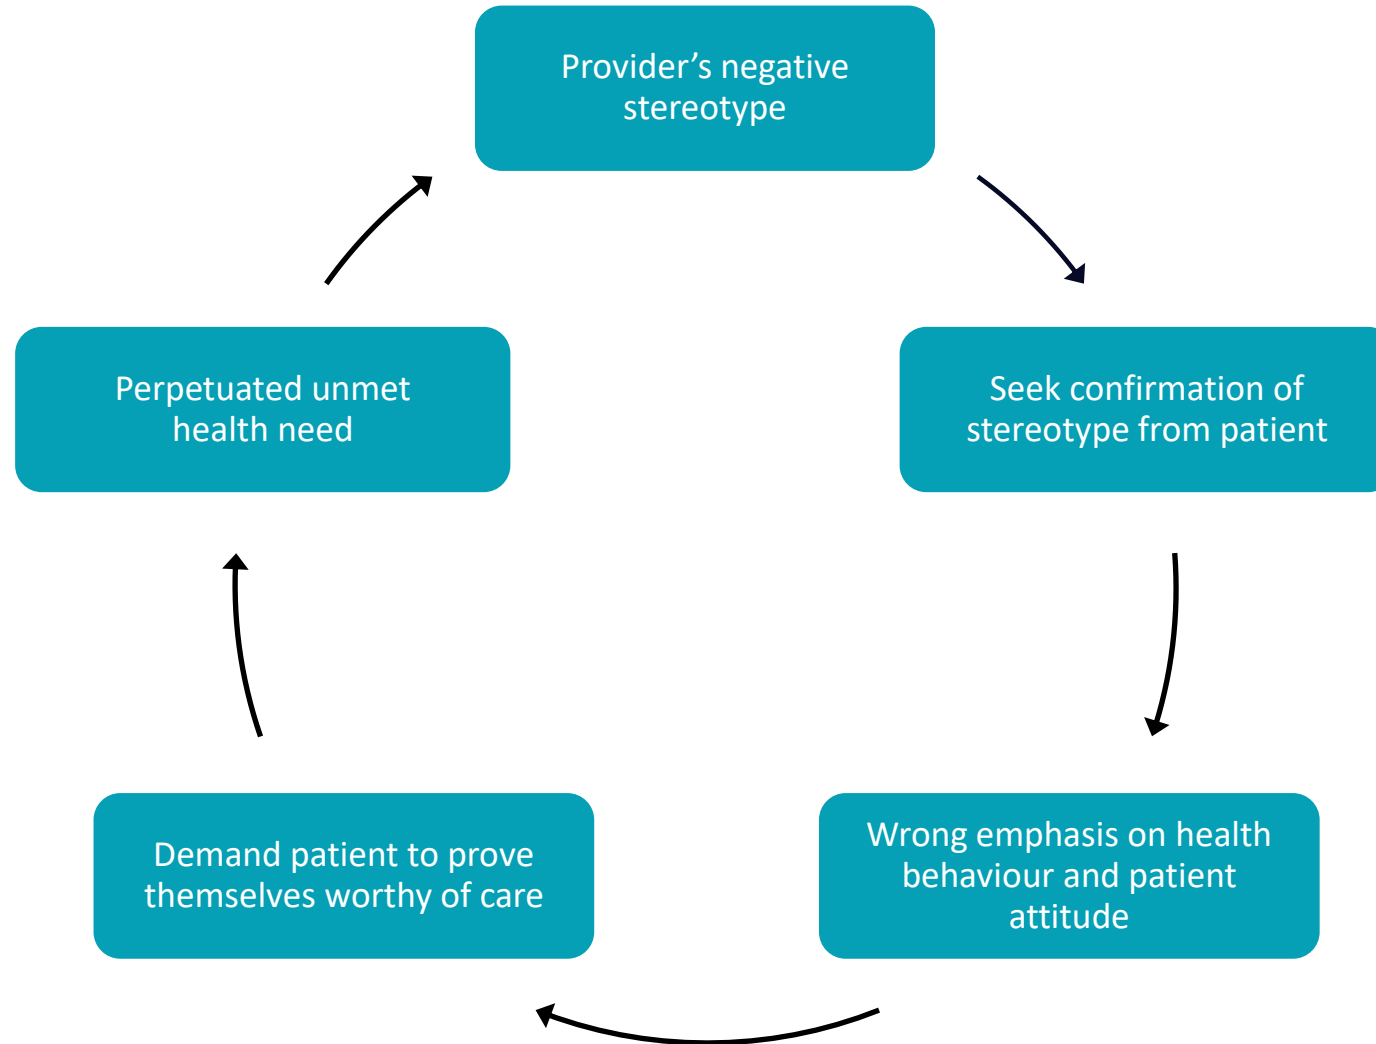 Provider’s negative
stereotype
Seek confirmation of
stereotype from patient
Wrong emphasis on health
behaviour and patient
attitude
Demand patient to prove
themselves worthy of care
Perpetuated unmet
health need